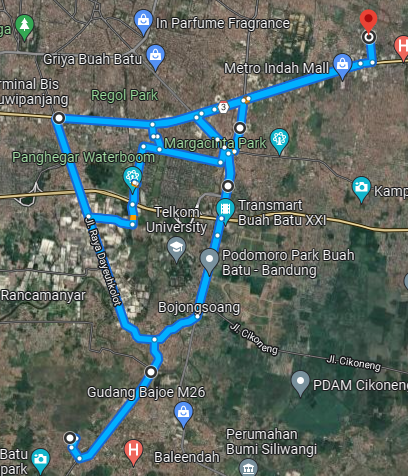 In Parfume Fragrance
Griya Buah Batu
Metro Indah Mall
rminal Bis
uwipanjang
Regol Park
3
Margacinta Park
Panghegar Waterboom
Kamp
Telkom
University
Transmart
Buah Batu XXI
Jl. Raya Dayeuhkolot
Podomoro Park Buah
Batu - Bandung
Rancamanyar
Bojongsoang
Jl. Cikoneng
Jl. Cikoneng
Gudang Bajoe M26
PDAM Cikonen
Batu
park
H
Baleendah
Perumahan
Bumi Siliwangi
H